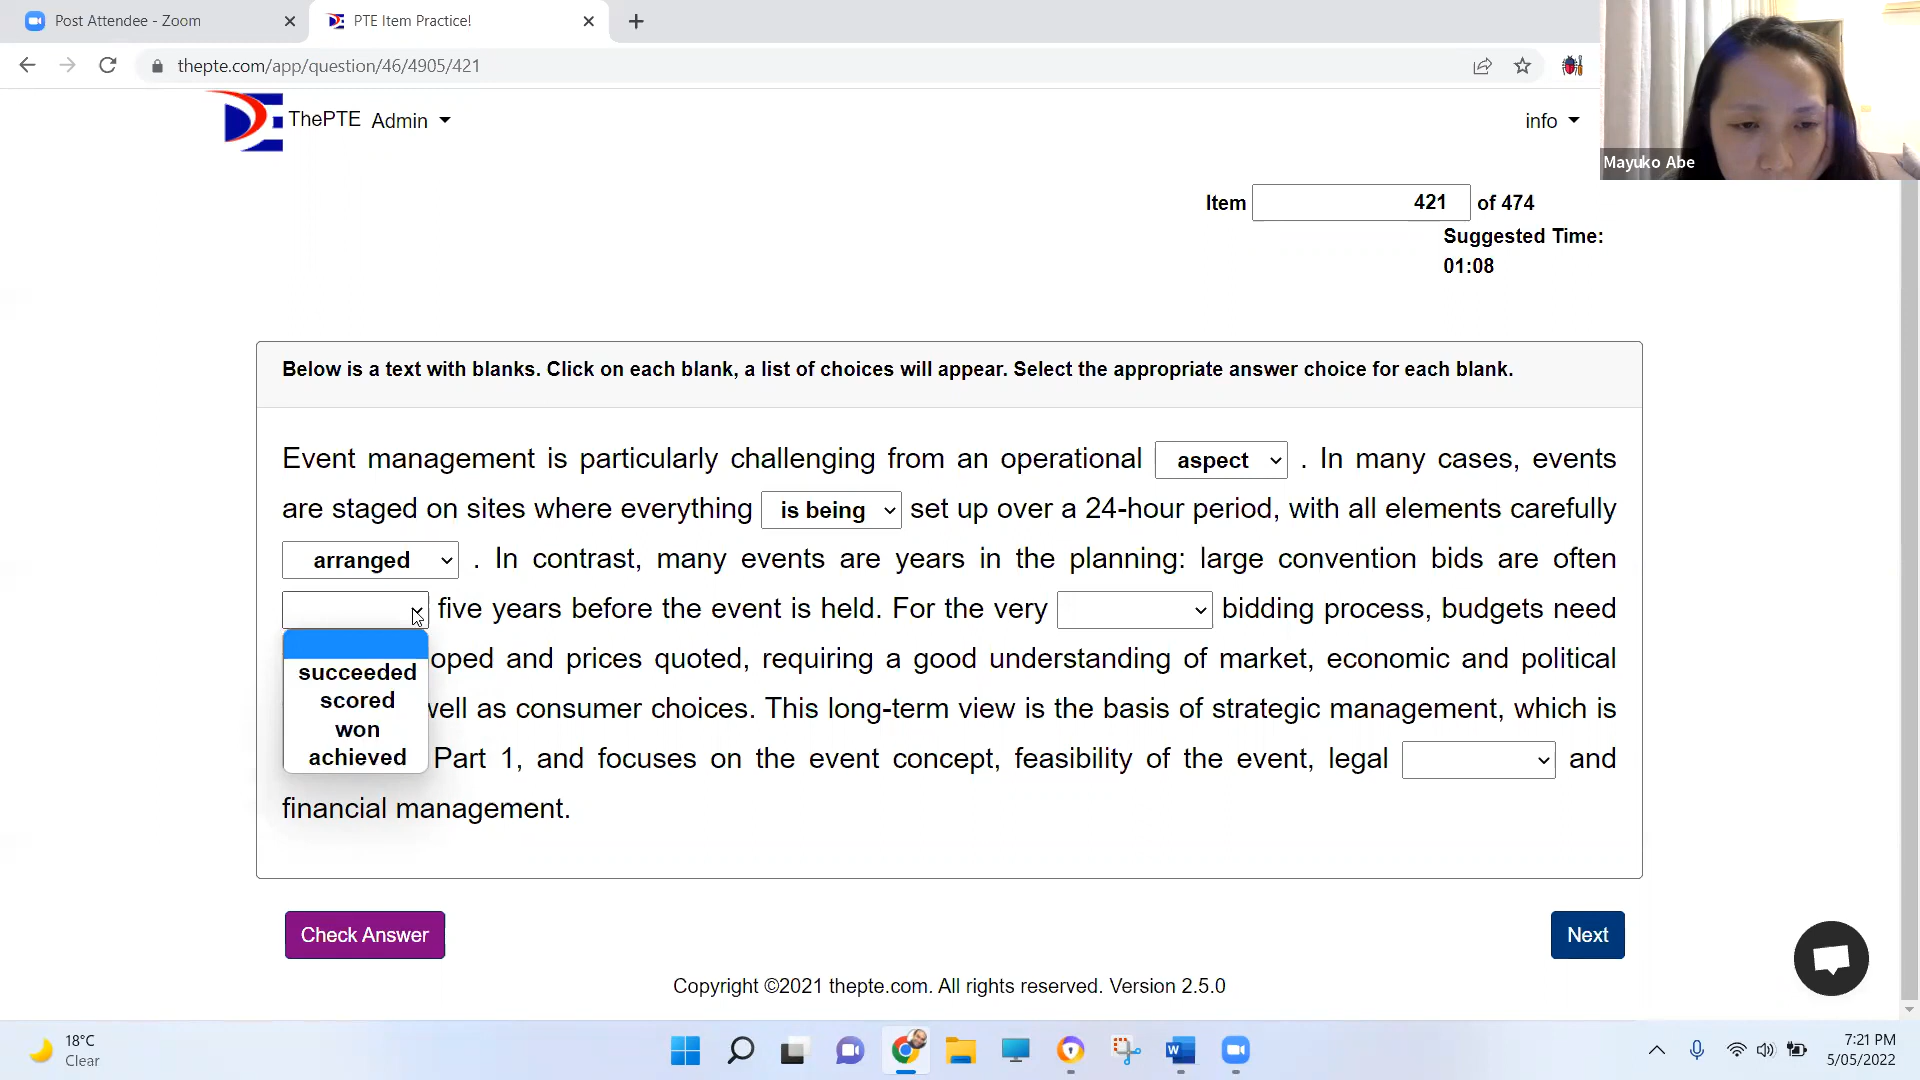 Post Attendee - Zoom
PTE Item Practice!
thepte.com/app/question/46/4905/421
ThePTE Admin
info
Mayuko Abe
Item 421 of 474
Suggested Time:
01:08
Below is a text with blanks. Click on each blank, a list of choices will appear. Select the appropriate answer choice for each blank.
Event management is particularly challenging from an operational aspect . In many cases, events
are staged on sites where everything is being set up over a 24-hour period, with all elements carefully
arranged . In contrast, many events are years in the planning: large convention bids are often
five years before the event is held. For the very bidding process, budgets need
oped and prices quoted, requiring a good understanding of market, economic and political
well as consumer choices. This long-term view is the basis of strategic management, which is
Part 1, and focuses on the event concept, feasibility of the event, legal and
financial management.
succeeded
scored
won
achieved
Check Answer
Next
Copyright ©2021 thepte.com. All rights reserved. Version 2.5.0
18°C
Clear
7:21 PM
5/05/2022